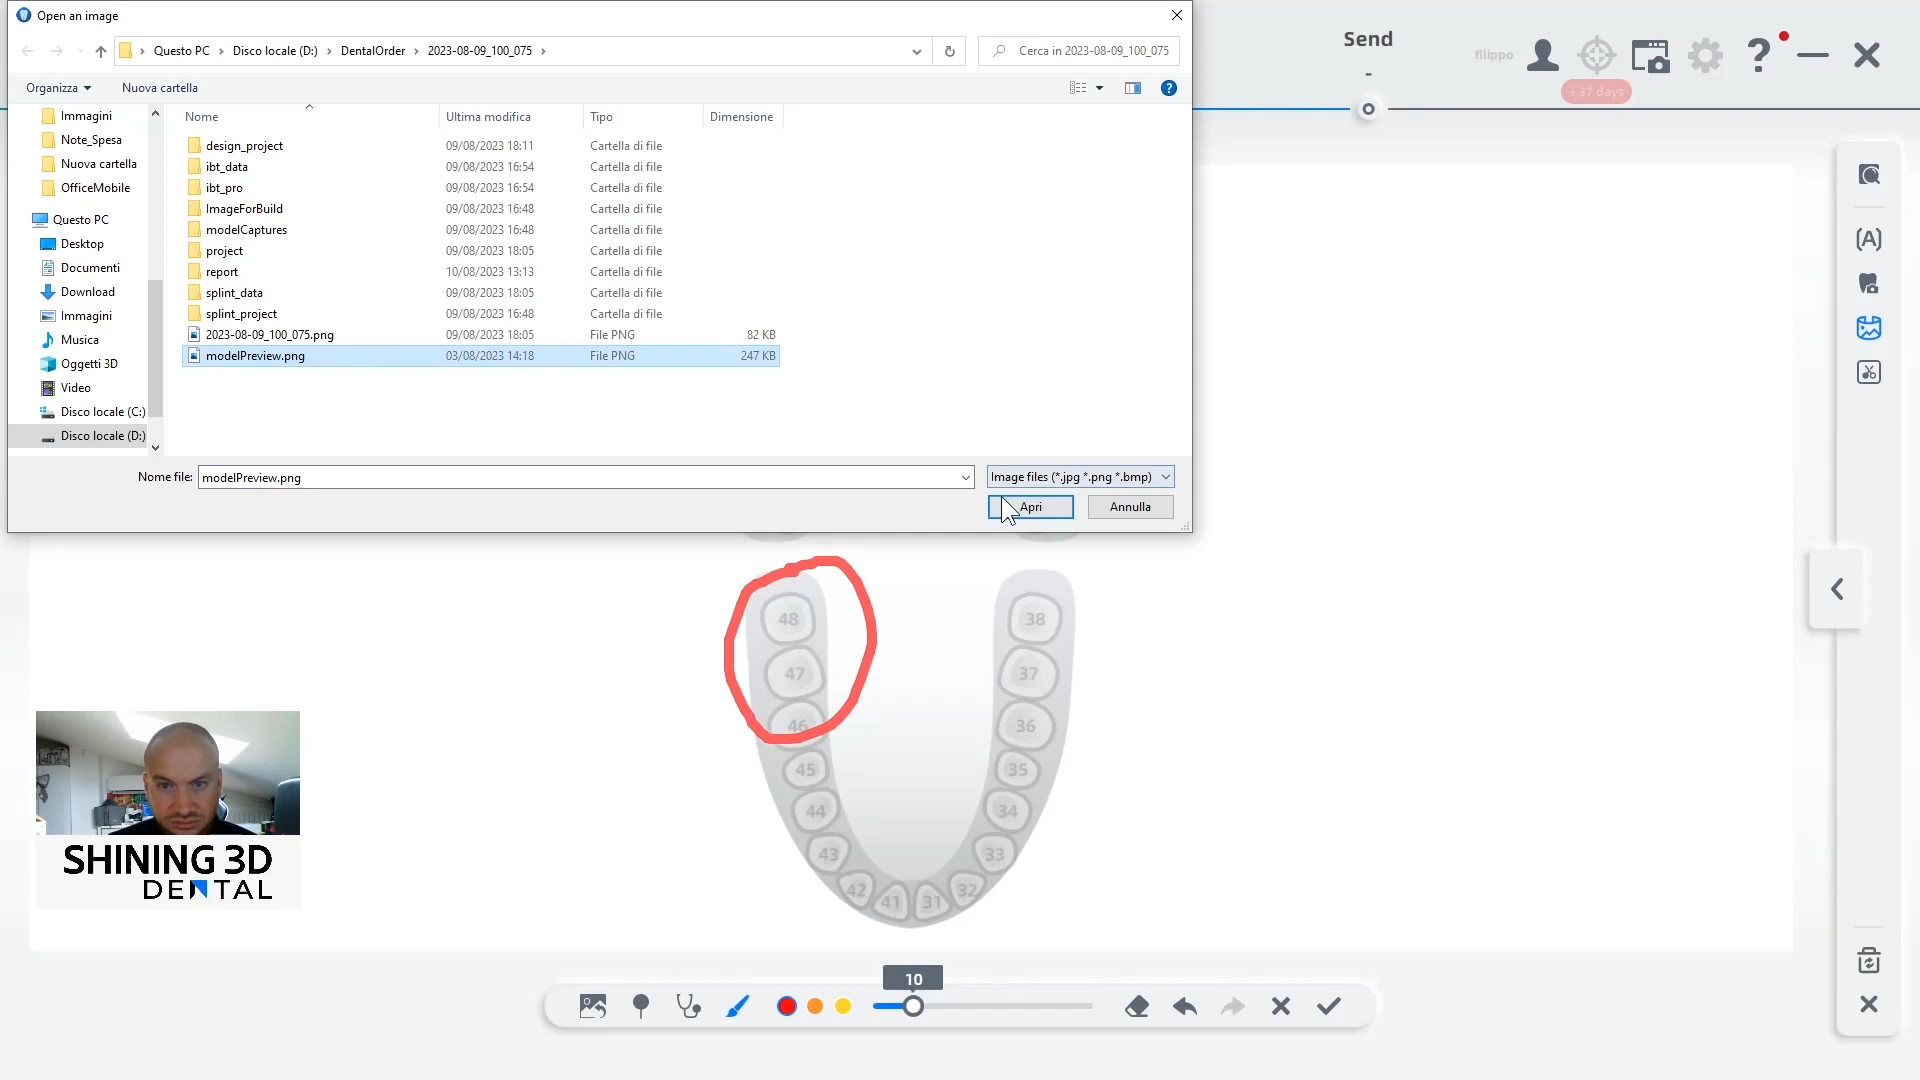 Open an image
Questo PC > Disco locale (D:) > DentalOrder > 2023-08-09_100_075 >
Cerca in 2023-08-09_100_075
Organizza
Nuova cartella
Immagini
Note_Spesa
Nuova cartella
OfficeMobile
Questo PC
Desktop
Documenti
Download
Immagini
Musica
Oggetti 3D
Video
Disco locale (C:)
Disco locale (D:)
Nome Ultima modifica Tipo Dimensione
design_project 09/08/2023 18:11 Cartella di file
ibt_data 09/08/2023 16:54 Cartella di file
ibt_pro 09/08/2023 16:54 Cartella di file
ImageForBuild 09/08/2023 16:48 Cartella di file
modelCaptures 09/08/2023 16:48 Cartella di file
project 09/08/2023 18:05 Cartella di file
report 10/08/2023 13:13 Cartella di file
splint_data 09/08/2023 18:05 Cartella di file
splint_project 09/08/2023 16:48 Cartella di file
2023-08-09_100_075.png 09/08/2023 18:05 File PNG 82 KB
modelPreview.png 03/08/2023 14:18 File PNG 247 KB
Nome file: modelPreview.png
Image files (*.jpg *.png *.bmp)
Apri
Annulla
Send
-
filippo
?
+ 37 days
(A)
48 38
47 37
46 36
45 35
44 34
43 33
42 32
41 31
SHINING 3D
DENTAL
10